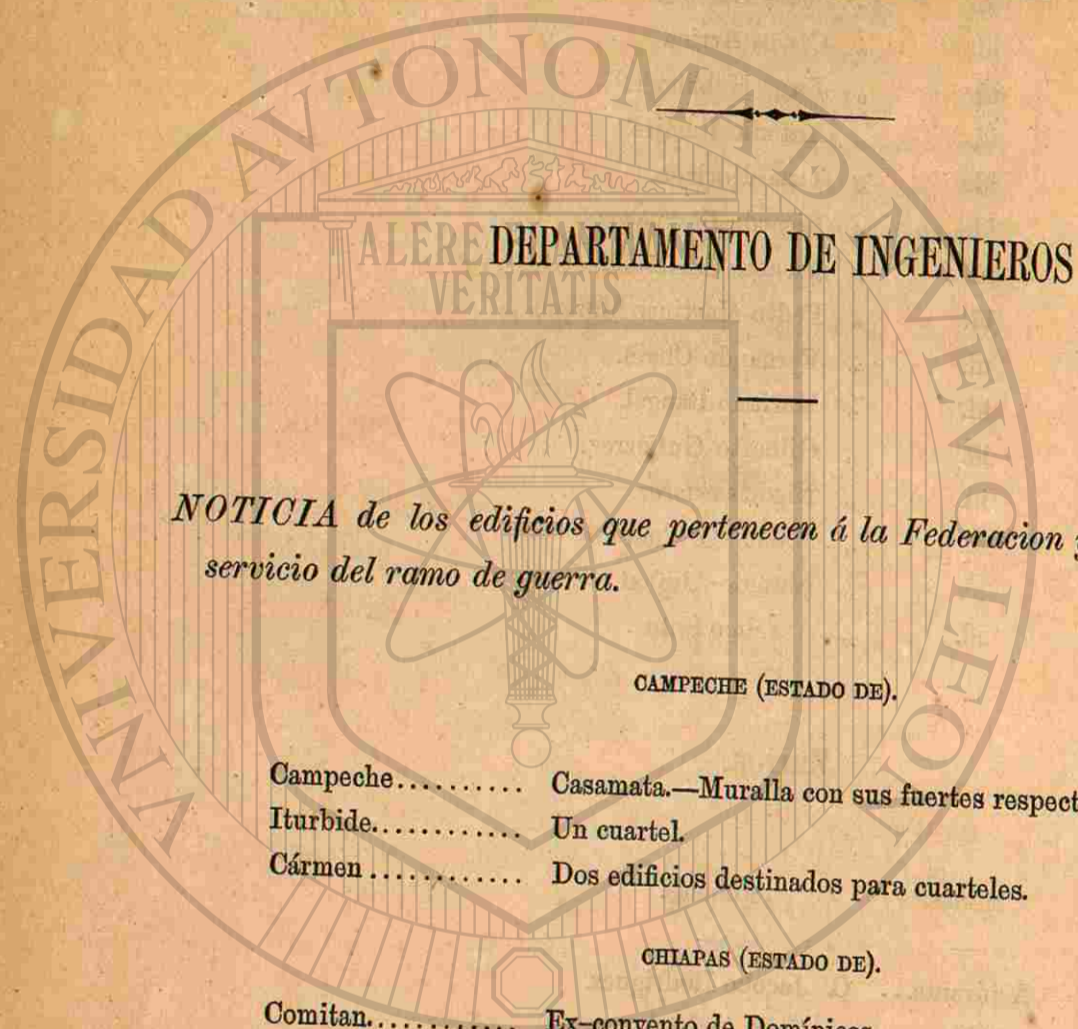 UNIVERSIDAD AUTONOMA DE NUEVO LEON
ALERE
VERITATIS
DEPARTAMENTO DE INGENIEROS
NOTICIA de los edificios que pertenecen á la Federacion
servicio del ramo de guerra.
CAMPECHE (ESTADO DE).
Campeche.......... Casamata.—Muralla con sus fuertes respect
Iturbide............ Un cuartel.
Cármen ............ Dos edificios destinados para cuarteles.
CHIAPAS (ESTADO DE).
Comitan............ Ex-convento de Domínicos